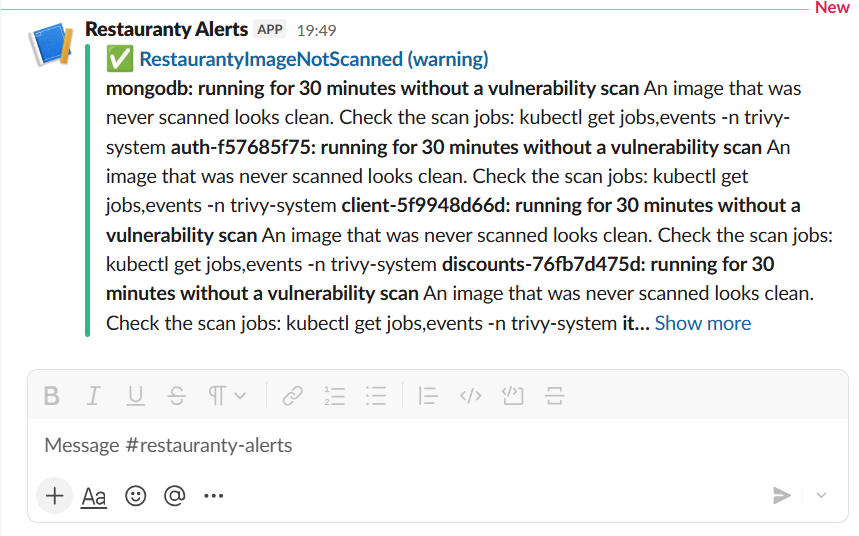 New
Restauranty Alerts APP 19:49
✅ RestaurantyImageNotScanned (warning)
mongodb: running for 30 minutes without a vulnerability scan An image that was
never scanned looks clean. Check the scan jobs: kubectl get jobs,events -n trivy-
system auth-f57685f75: running for 30 minutes without a vulnerability scan An
image that was never scanned looks clean. Check the scan jobs: kubectl get
jobs,events -n trivy-system client-5f9948d66d: running for 30 minutes without a
vulnerability scan An image that was never scanned looks clean. Check the scan jobs:
kubectl get jobs,events -n trivy-system discounts-76fb7d475d: running for 30
minutes without a vulnerability scan An image that was never scanned looks clean.
Check the scan jobs: kubectl get jobs,events -n trivy-system it… Show more
Message #restauranty-alerts
Aa